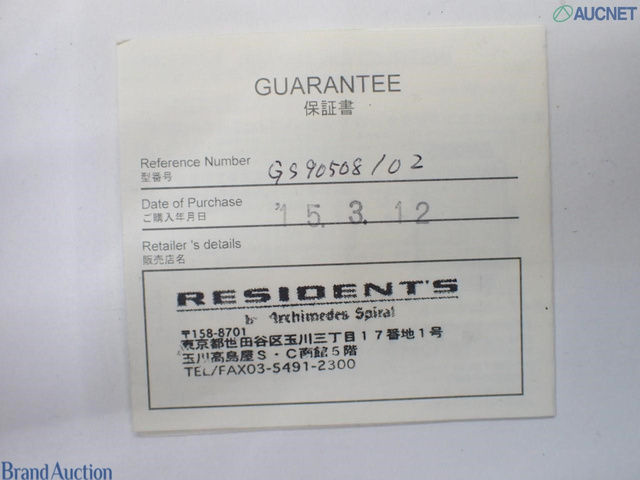 AUCNET
GUARANTEE
保証書
Reference Number GS90508/02
型番号
Date of Purchase '15. 3. 12
ご購入年月日
Retailer 's details
販売店名
RESIDENT'S
by Archimedes Spiral
〒158-8701
東京都世田谷区玉川三丁目17番地1号
玉川高島屋S・C南館5階
TEL/FAX03-5491-2300
Brand Auction